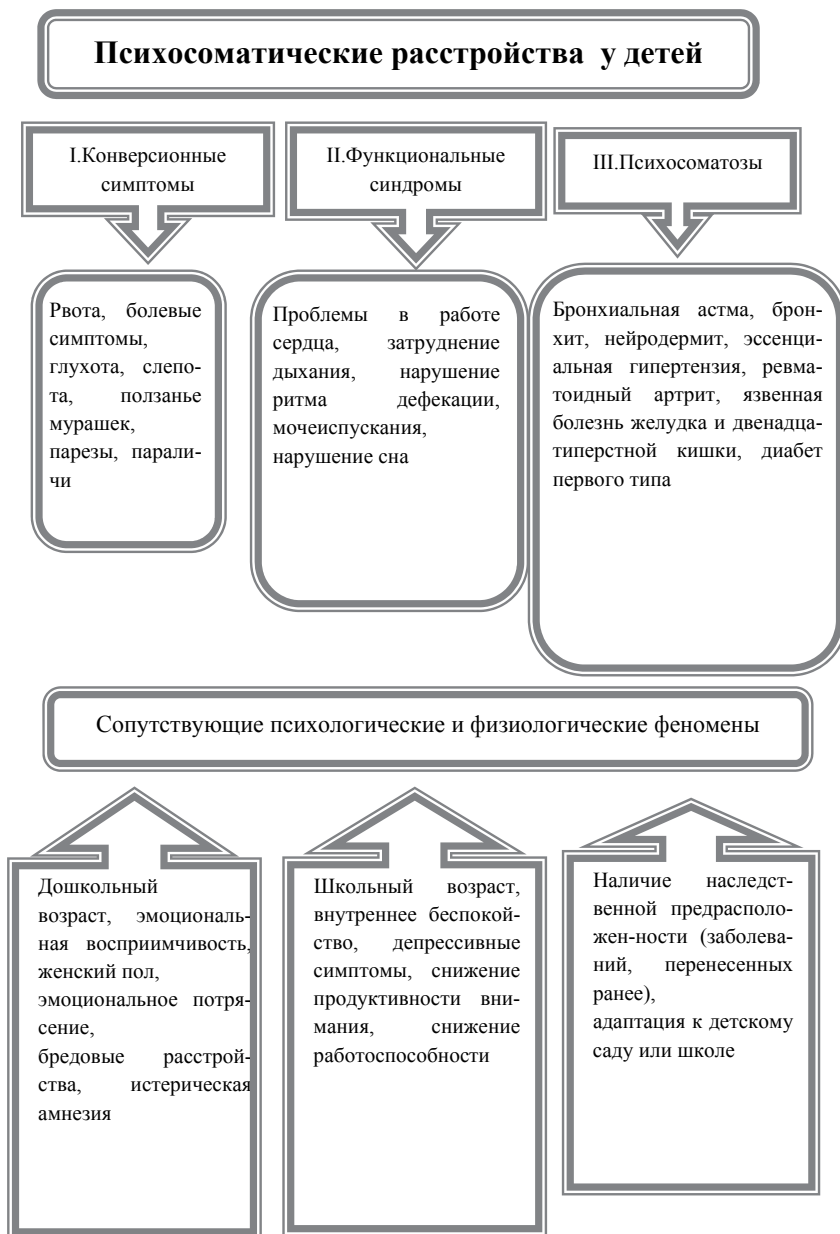 Психосоматические расстройства у детей
I.Конверсионные
симптомы
II.Функциональные
синдромы
III.Психосоматозы
Рвота, болевые
симптомы,
глухота, слепо-
та, ползанье
мурашек,
парезы, парали-
чи
Проблемы в работе
сердца, затруднение
дыхания, нарушение
ритма дефекации,
мочеиспускания,
нарушение сна
Бронхиальная астма, брон-
хит, нейродермит, эссенци-
альная гипертензия, ревма-
тоидный артрит, язвенная
болезнь желудка и двенадца-
типерстной кишки, диабет
первого типа
Сопутствующие психологические и физиологические феномены
Дошкольный
возраст, эмоциональ-
ная восприимчивость,
женский пол,
эмоциональное потря-
сение,
бредовые расстрой-
ства, истерическая
амнезия
Школьный возраст,
внутреннее беспокой-
ство, депрессивные
симптомы, снижение
продуктивности вни-
мания, снижение
работоспособности
Наличие наследст-
венной предрасполо-
жен-ности (заболева-
ний, перенесенных
ранее),
адаптация к детскому
саду или школе